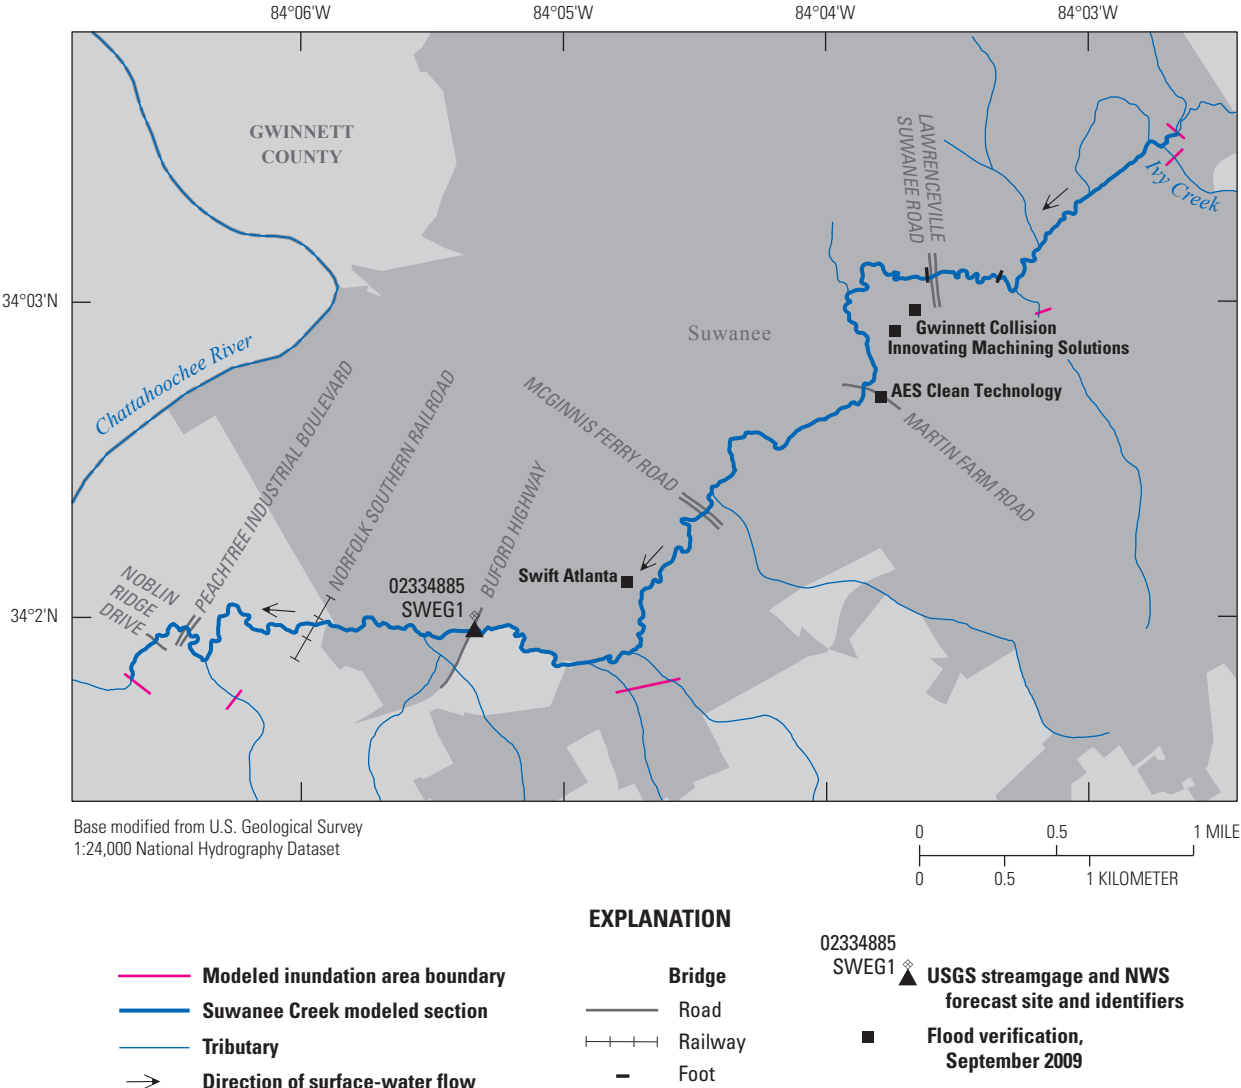 84°06'W
84°05'W
84°04'W
84°03'W
GWINNETT
COUNTY
LAWRENCEVILLE
SUWANEE ROAD
Ivy Creek
34°03'N
Suwanee
Gwinnett Collision
Innovating Machining Solutions
Chattahoochee River
AES Clean Technology
PEACHTREE INDUSTRIAL BOULEVARD
NORFOLK SOUTHERN RAILROAD
MCGINNIS FERRY ROAD
MARTIN FARM ROAD
BUFORD HIGHWAY
Swift Atlanta
NOBLIN
RIDGE
DRIVE
02334885
SWEG1
34°2'N
Base modified from U.S. Geological Survey
1:24,000 National Hydrography Dataset
0 0.5 1 MILE
0 0.5 1 KILOMETER
EXPLANATION
Modeled inundation area boundary
Suwanee Creek modeled section
Tributary
Direction of surface-water flow
Bridge
Road
Railway
Foot
02334885
SWEG1
USGS streamgage and NWS
forecast site and identifiers
Flood verification,
September 2009